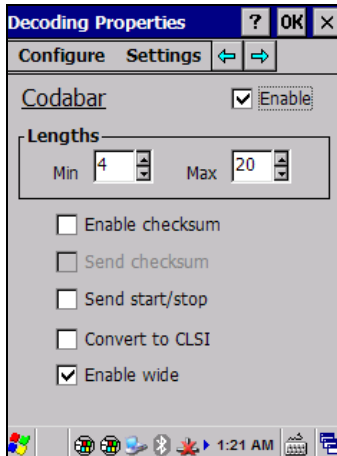 Decoding Properties ? OK ×
Configure Settings
Codabar Enable
Lengths
Min 4 Max 20
Enable checksum
Send checksum
Send start/stop
Convert to CLSI
Enable wide
1:21 AM